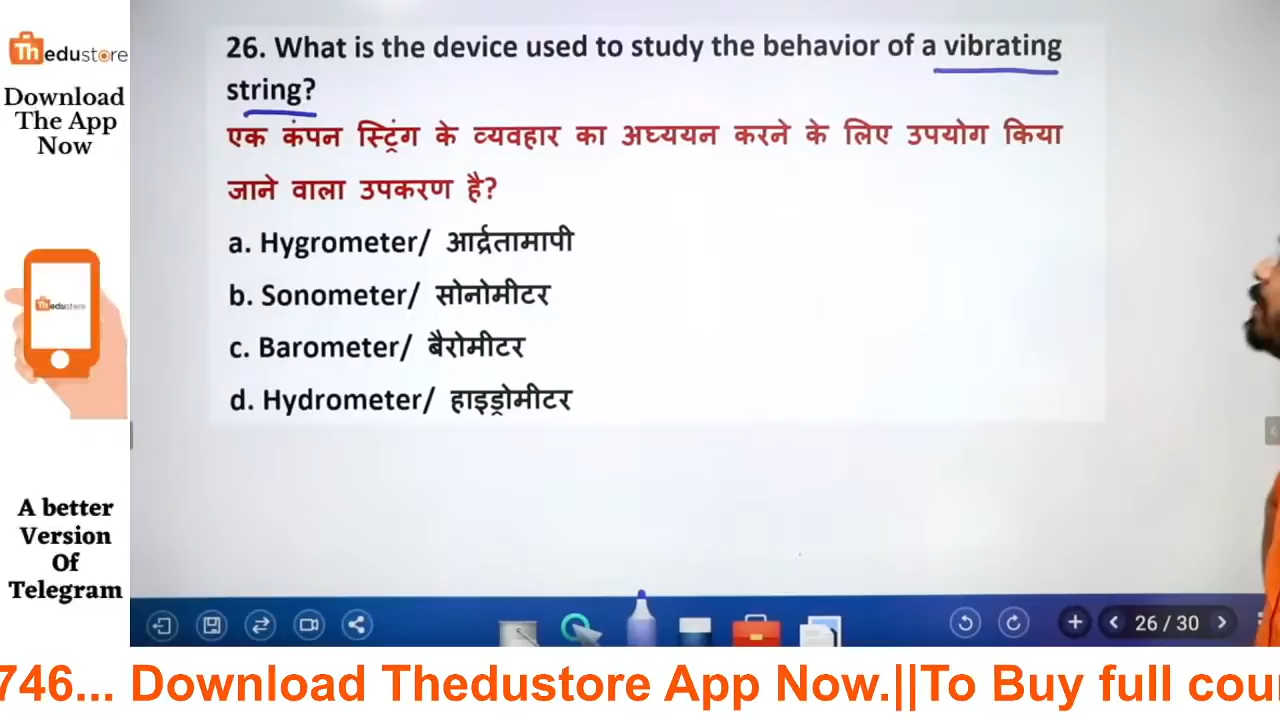 Thedustore
Download
The App
Now
Thedustore
A better
Version
Of
Telegram
26. What is the device used to study the behavior of a vibrating
string?
एक कंपन स्ट्रिंग के व्यवहार का अध्ययन करने के लिए उपयोग किया
जाने वाला उपकरण है?
a. Hygrometer/ आर्द्रतामापी
b. Sonometer/ सोनोमीटर
c. Barometer/ बैरोमीटर
d. Hydrometer/ हाइड्रोमीटर
26 / 30
746... Download Thedustore App Now.||To Buy full cou